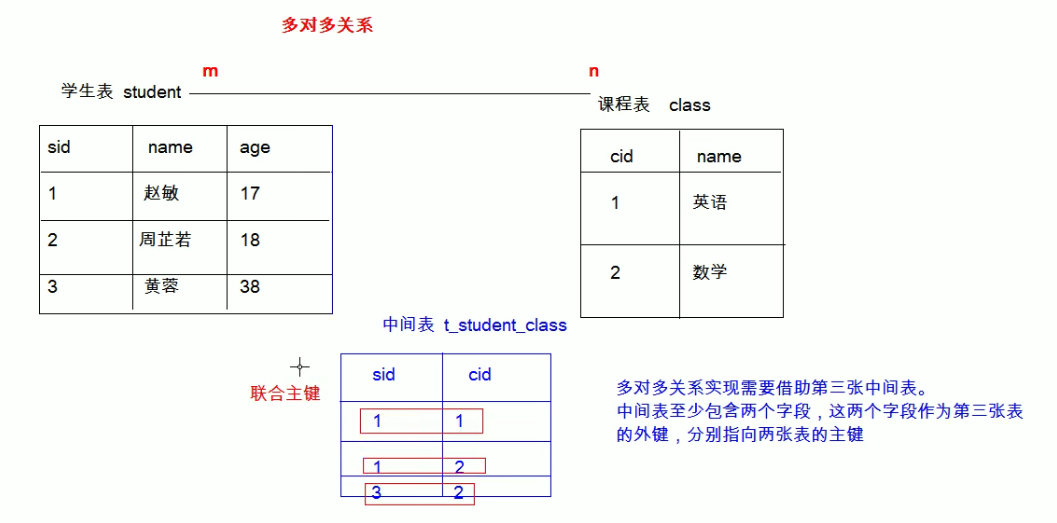 多对多关系
m n
学生表 student
课程表 class
sid name age
1 赵敏 17
2 周芷若 18
3 黄蓉 38
cid name
1 英语
2 数学
中间表 t_student_class
联合主键
sid cid
1 1
1 2
3 2
多对多关系实现需要借助第三张中间表。
中间表至少包含两个字段，这两个字段作为第三张表
的外键，分别指向两张表的主键